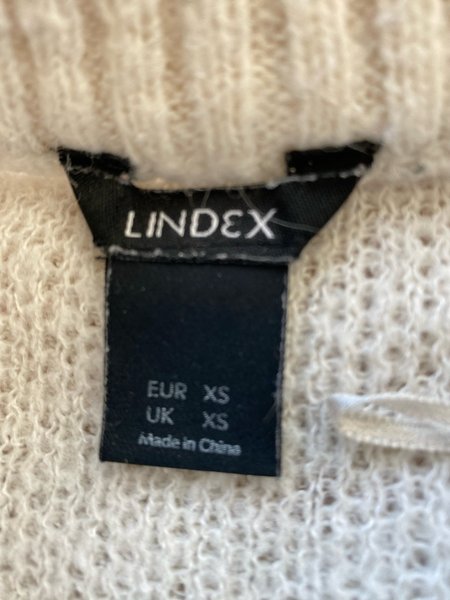 LINDEX
EUR XS
UK XS
Made in China